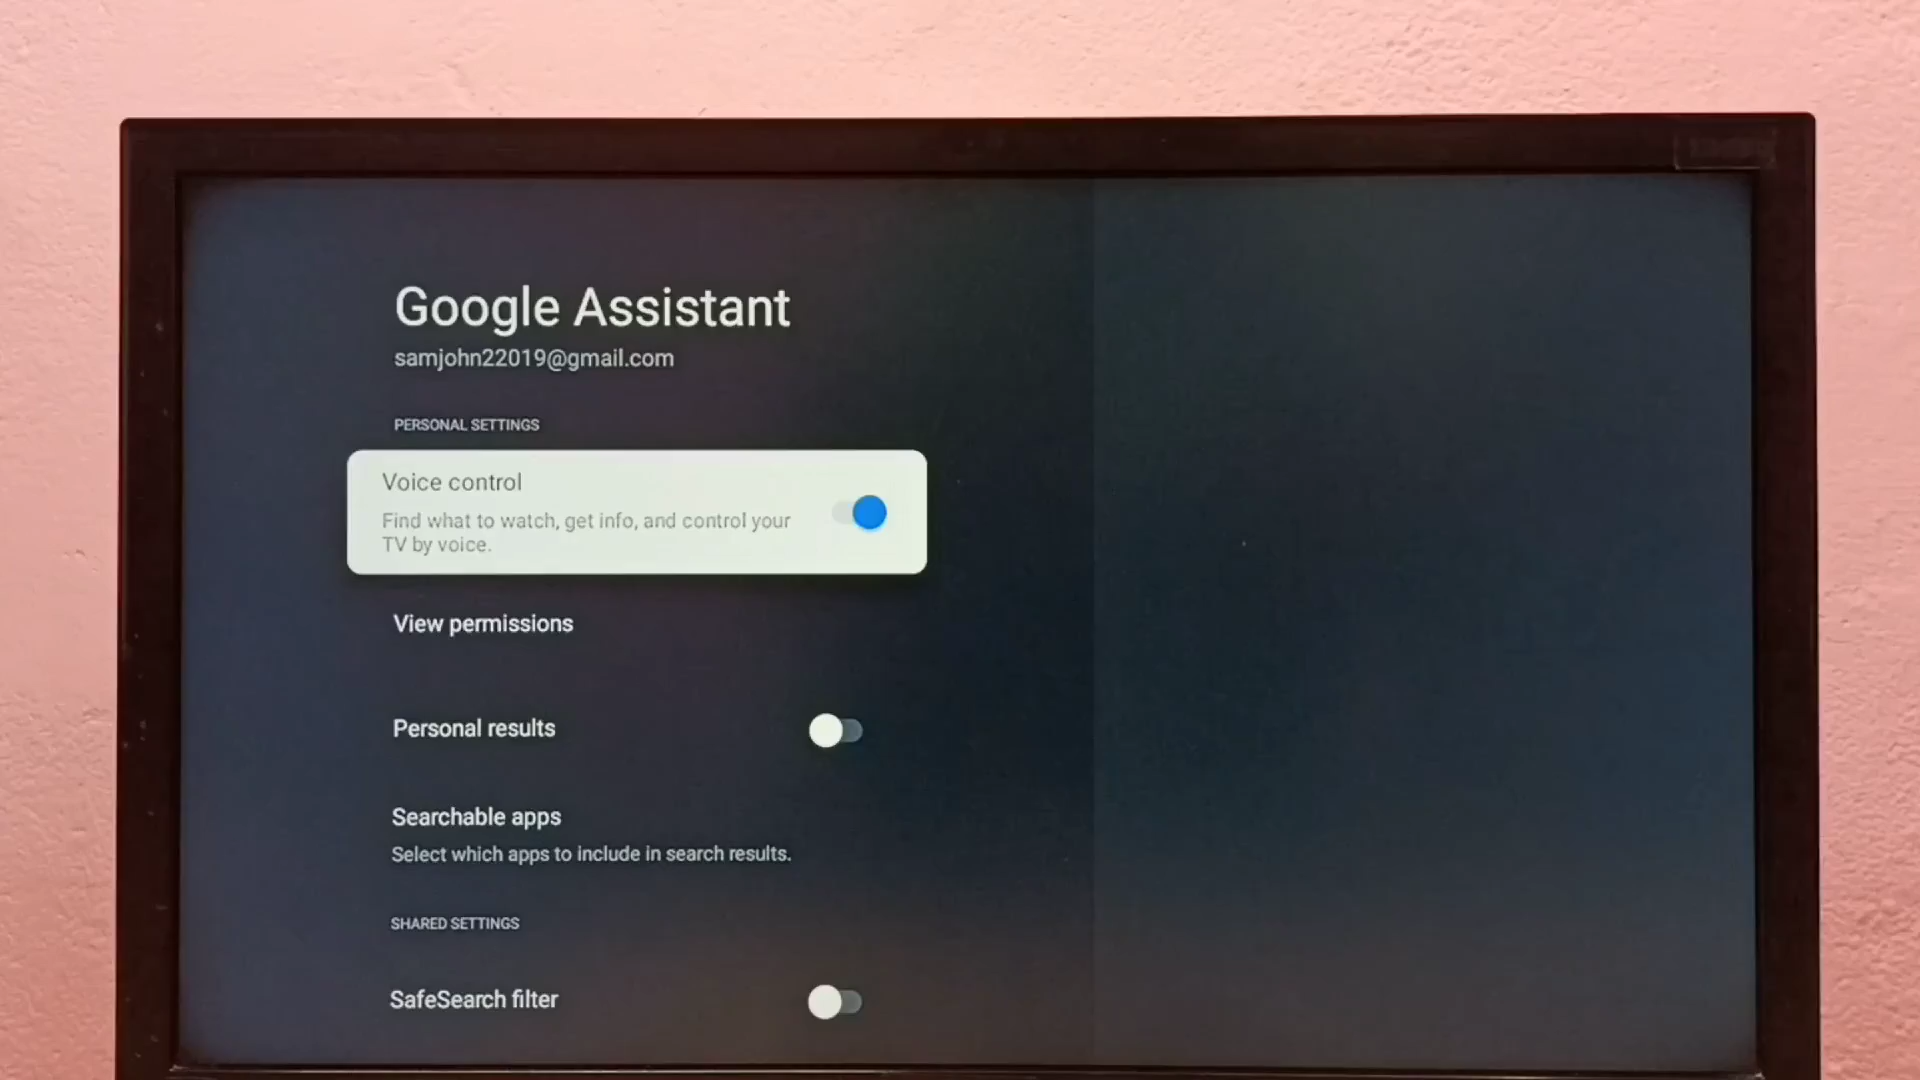 Google Assistant
samjohn22019@gmail.com
PERSONAL SETTINGS
Voice control
Find what to watch, get info, and control your
TV by voice.
View permissions
Personal results
Searchable apps
Select which apps to include in search results.
SHARED SETTINGS
SafeSearch filter